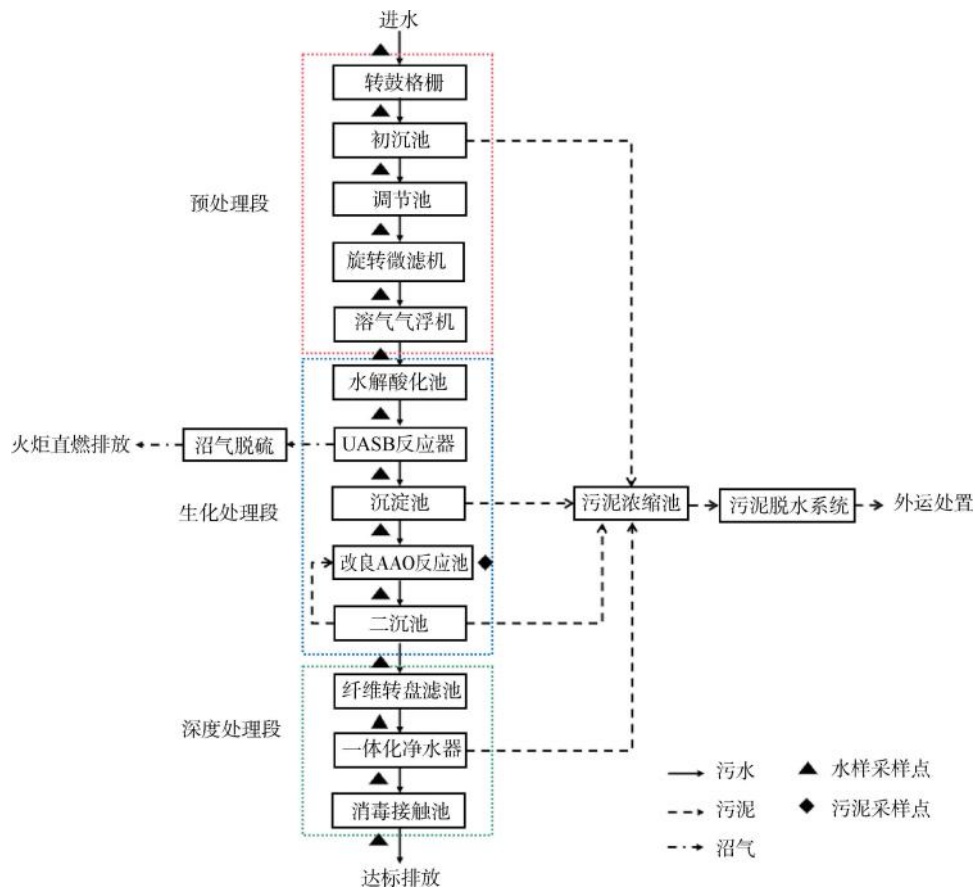 进水
转鼓格栅
初沉池
调节池
预处理段
旋转微滤机
溶气气浮机
水解酸化池
火炬直燃排放
沼气脱硫
UASB反应器
生化处理段
沉淀池
污泥浓缩池
污泥脱水系统
外运处置
改良AAO反应池
二沉池
纤维转盘滤池
深度处理段
一体化净水器
消毒接触池
达标排放
污水
水样采样点
污泥
污泥采样点
沼气